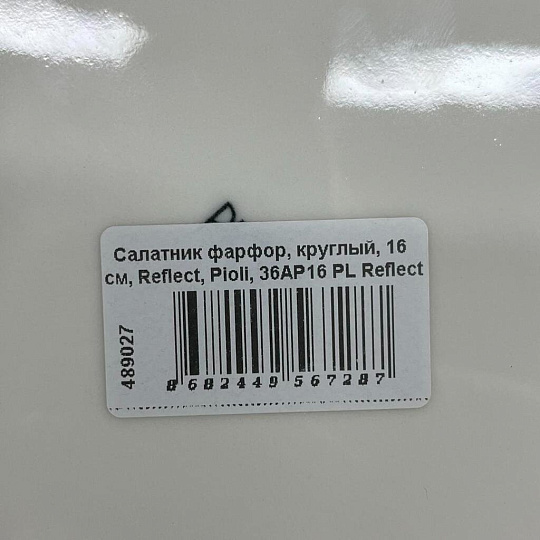 Салатник фарфор, круглый, 16
см, Reflect, Pioli, 36AP16 PL Reflect
489027
8 682449 567287